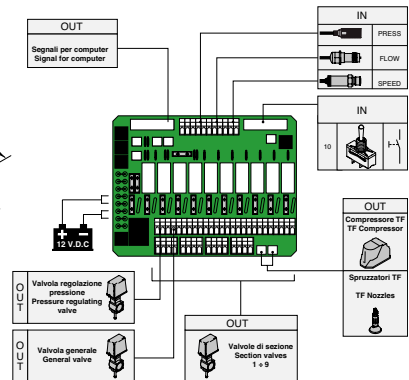 OUT
Segnali per computer
Signal for computer
IN
PRESS
FLOW
SPEED
IN
10
12 V.D.C
OUT
Compressore TF
TF Compressor
Spruzzatori TF
TF Nozzles
OUT
Valvola regolazione
pressione
Pressure regulating
valve
OUT
Valvola generale
General valve
OUT
Valvole di sezione
Section valves
1 ÷ 9